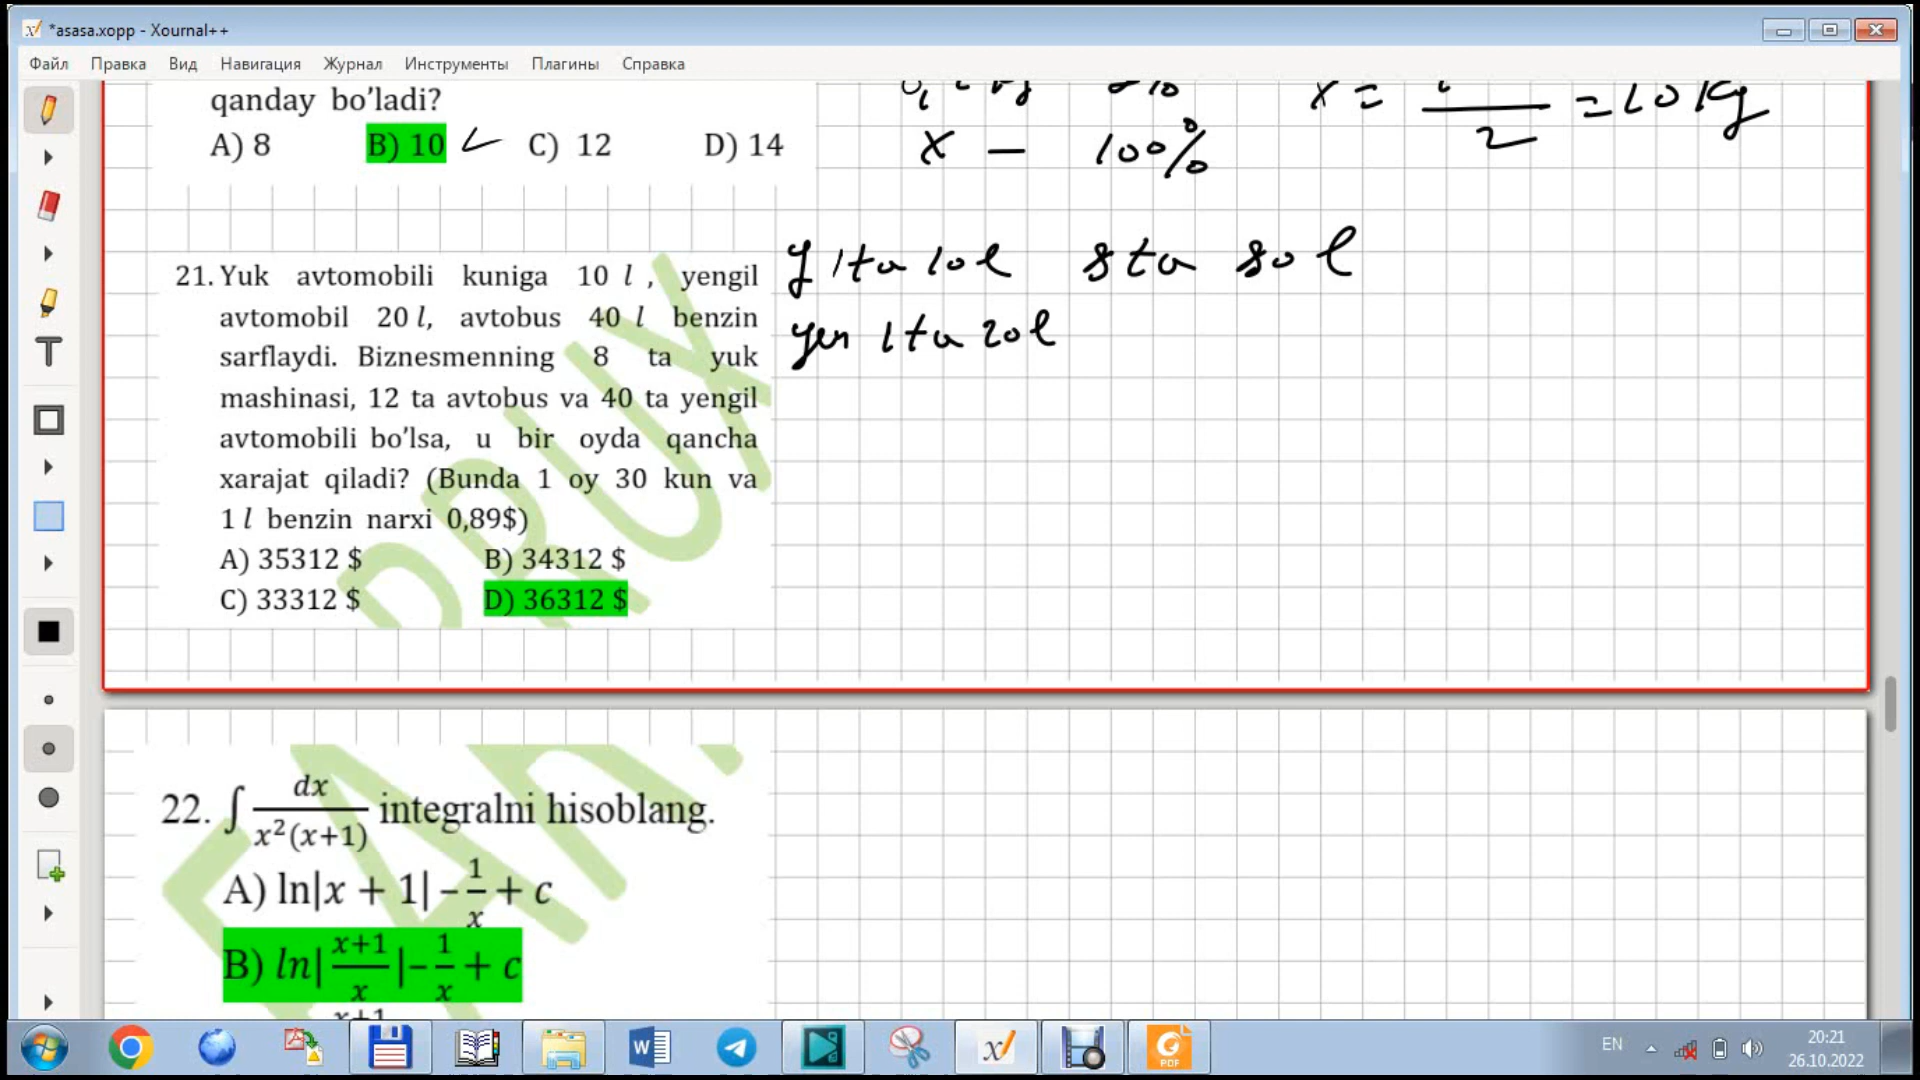 *asasa.xopp - Xournal++
Файл Правка Вид Навигация Журнал Инструменты Плагины Справка
qanday bo’ladi?
A) 8 B) 10 C) 12 D) 14
x = 2 = 10 kg
x — 100%
21. Yuk avtomobili kuniga 10 l , yengil
avtomobil 20 l, avtobus 40 l benzin
sarflaydi. Biznesmenning 8 ta yuk
mashinasi, 12 ta avtobus va 40 ta yengil
avtomobili bo’lsa, u bir oyda qancha
xarajat qiladi? (Bunda 1 oy 30 kun va
1 l benzin narxi 0,89$)
A) 35312 $ B) 34312 $
C) 33312 $ D) 36312 $
y 1ta 10l 8ta 80l
yen 1ta 20l
22. ∫ dx / x²(x+1) integralni hisoblang.
A) ln|x + 1| − 1/x + c
B) ln|x+1/x| − 1/x + c
x+1
EN 20:21
26.10.2022